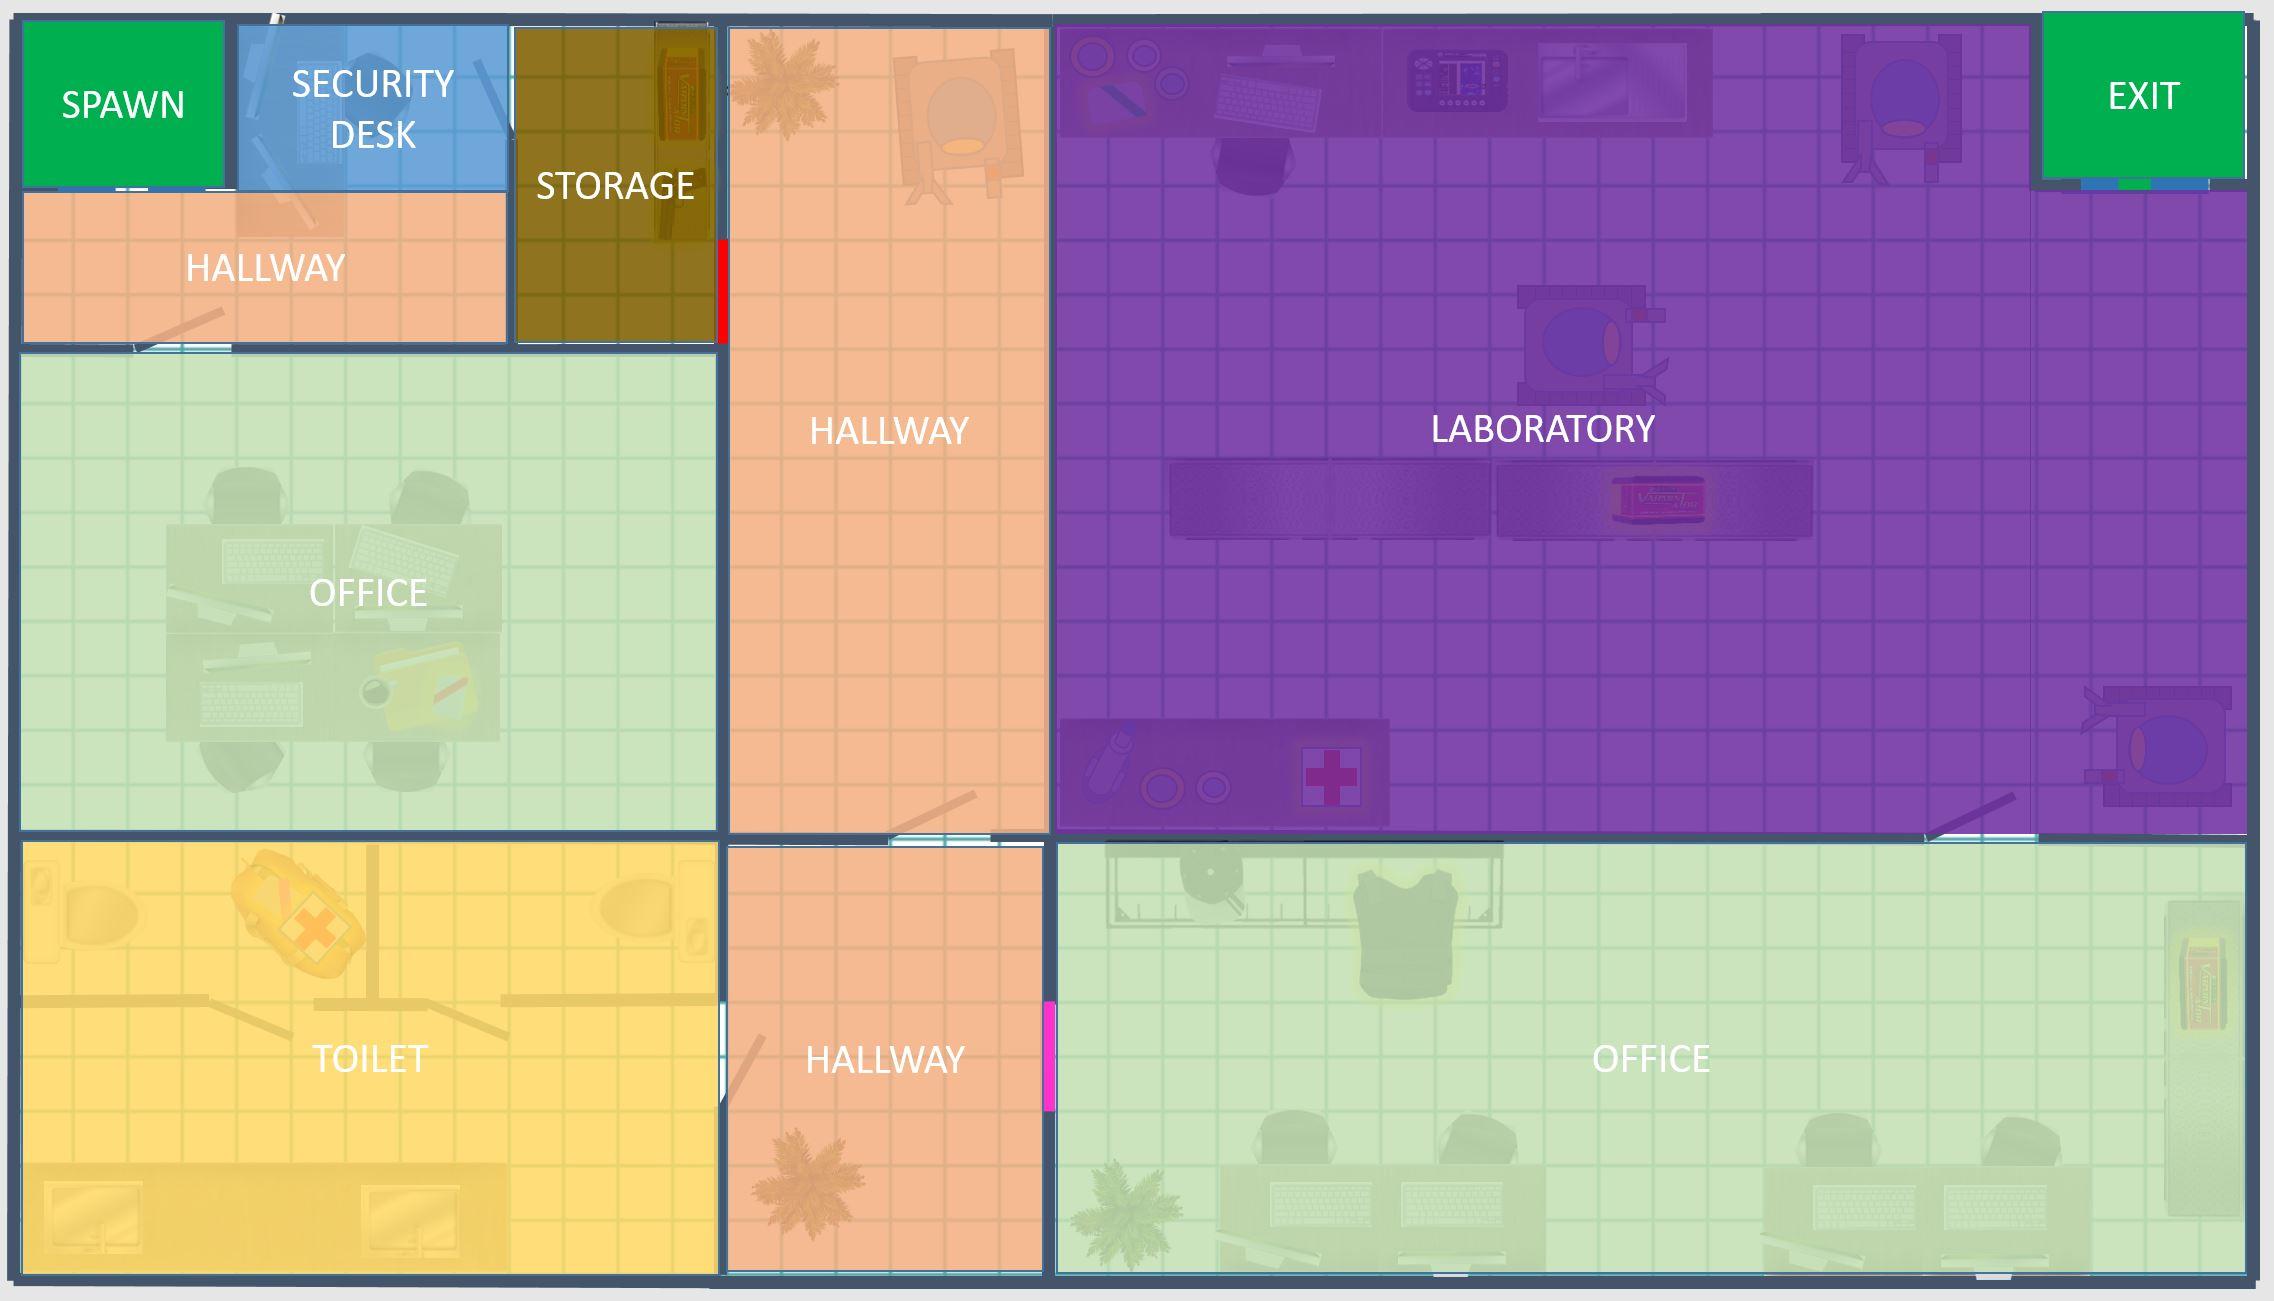 SPAWN
SECURITY
DESK
STORAGE
EXIT
HALLWAY
HALLWAY
LABORATORY
OFFICE
TOILET
HALLWAY
OFFICE